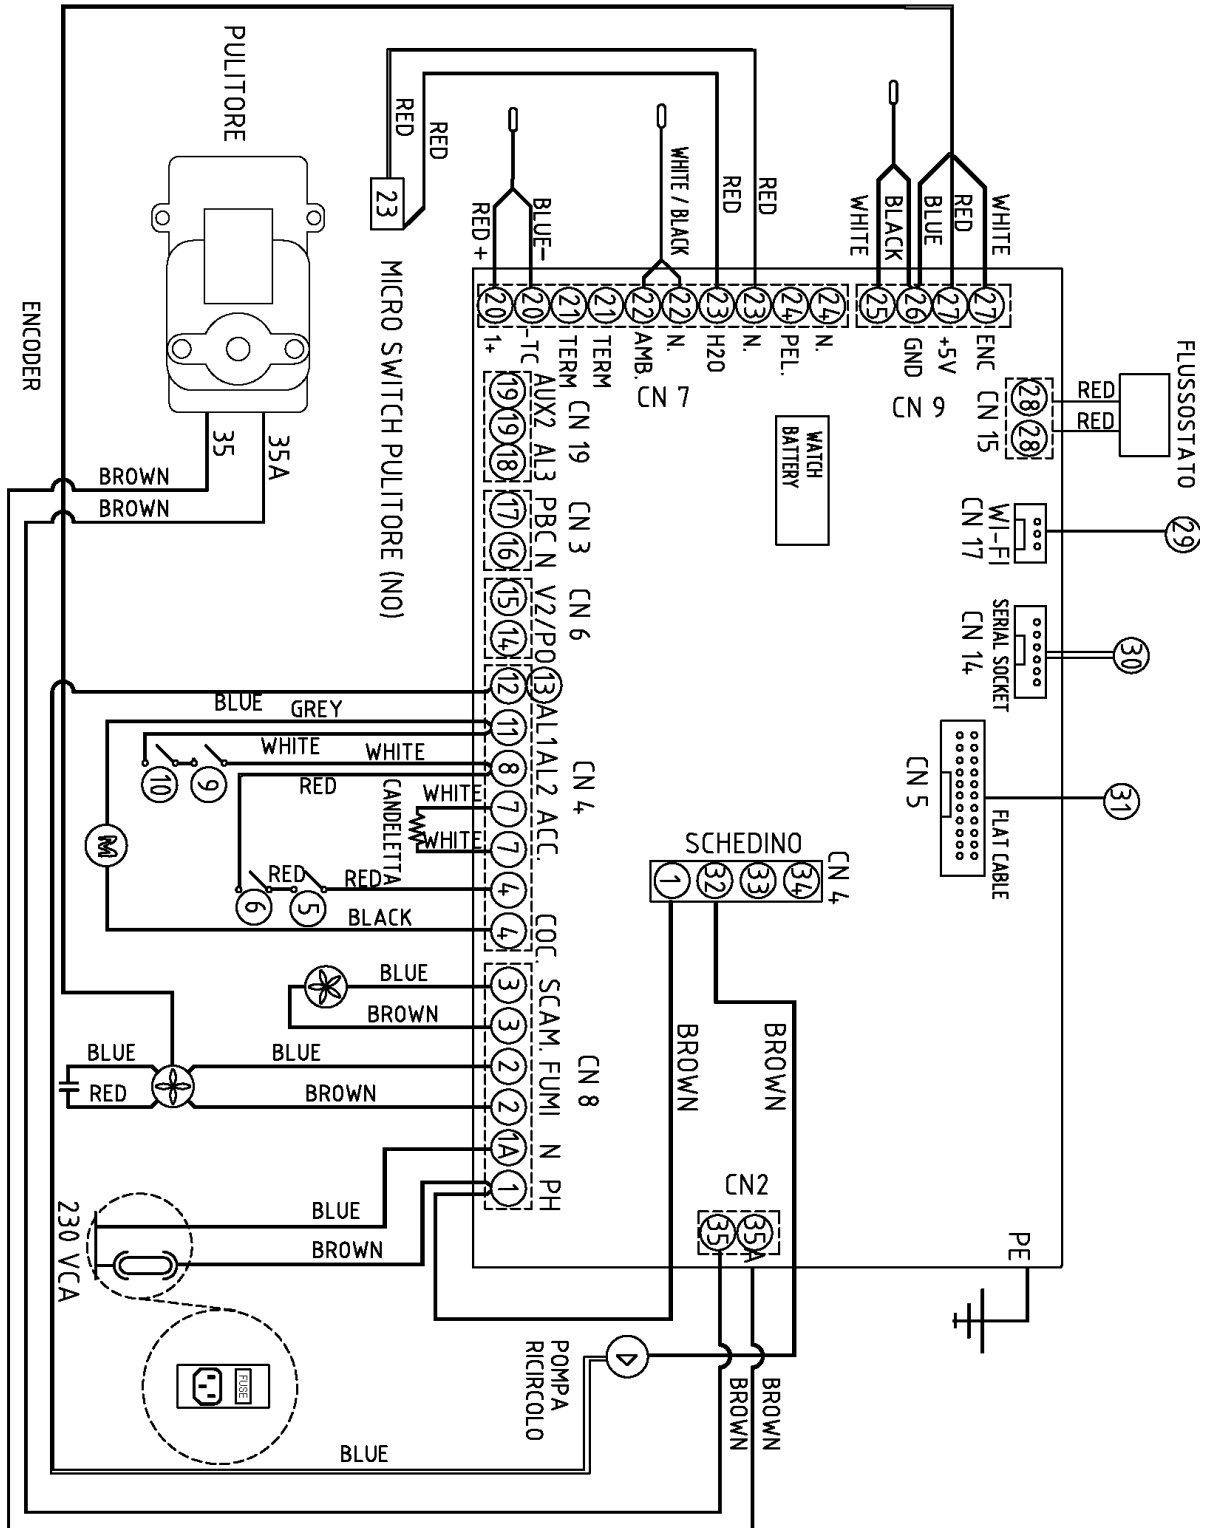 PULITORE
ENCODER
35
35A
BROWN
BROWN
MICRO SWITCH PULITORE (NO)
23
RED
RED
RED +
BLUE-
WHITE / BLACK
RED
RED
WHITE
BLACK
BLUE
RED
WHITE
20
20
21
21
22
22
23
23
24
24
25
26
27
27
1+
-TC
TERM
TERM
AMB.
N.
H2O
N.
PEL.
N.
GND
+5V
ENC
CN 7
CN 9
FLUSSOSTATO
RED
RED
28
28
CN 15
WATCH
BATTERY
WI-FI
CN 17
29
SERIAL SOCKET
CN 14
30
CN 5
FLAT CABLE
31
19
19
18
AUX2 AL3
CN 19
17
16
PBC N
CN 3
15
14
V2/PO
CN 6
12
13
11
8
7
7
4
4
AL1 AL2 ACC. COC.
CN 4
BLUE
GREY
WHITE
WHITE
RED
10
9
CANDELETTA
WHITE
WHITE
M
RED
RED
6
5
BLACK
SCHEDINO
CN 4
1
32
33
34
BROWN
BROWN
3
3
2
2
1A
1
SCAM. FUMI N PH
CN 8
BLUE
BROWN
BLUE
RED
BLUE
BROWN
BLUE
BROWN
230 VCA
FUSE
CN2
35
35A
PE
POMPA
RICIRCOLO
BROWN
BROWN
BLUE